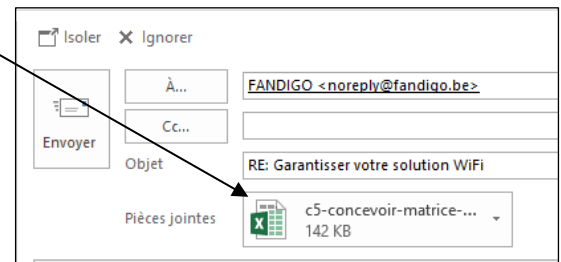 Isoler Ignorer
À...
FANDIGO <noreply@fandigo.be>
Cc...
Envoyer
Objet
RE: Garantisser votre solution WiFi
Pièces jointes
c5-concevoir-matrice-...
142 KB